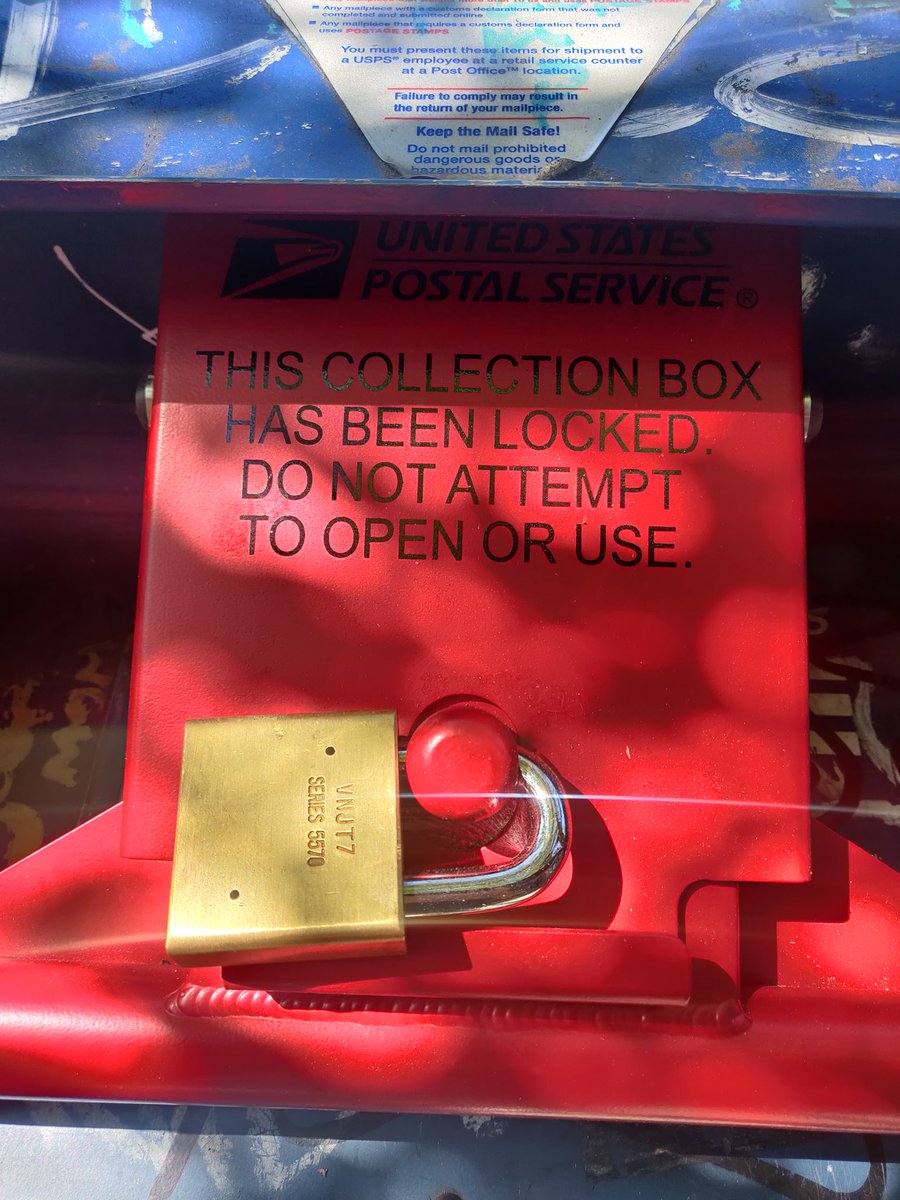 ■ Any mailpiece with a customs declaration form that was not
completed and submitted online
■ Any mailpiece that requires a customs declaration form and
uses POSTAGE STAMPS
You must present these items for shipment to
a USPS® employee at a retail service counter
at a Post Office™ location.
Failure to comply may result in
the return of your mailpiece.
Keep the Mail Safe!
Do not mail prohibited
dangerous goods or
hazardous
UNITED STATES
POSTAL SERVICE®
THIS COLLECTION BOX
HAS BEEN LOCKED.
DO NOT ATTEMPT
TO OPEN OR USE.
VNJT7
SERIES 5570